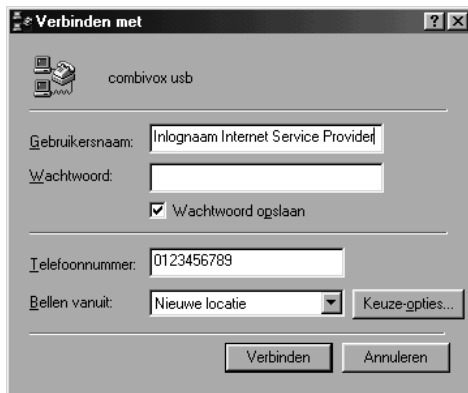 Verbinden met
combivox usb
Gebruikersnaam: Inlognaam Internet Service Provider
Wachtwoord:
Wachtwoord opslaan
Telefoonnummer: 0123456789
Bellen vanuit: Nieuwe locatie Keuze-opties...
Verbinden Annuleren